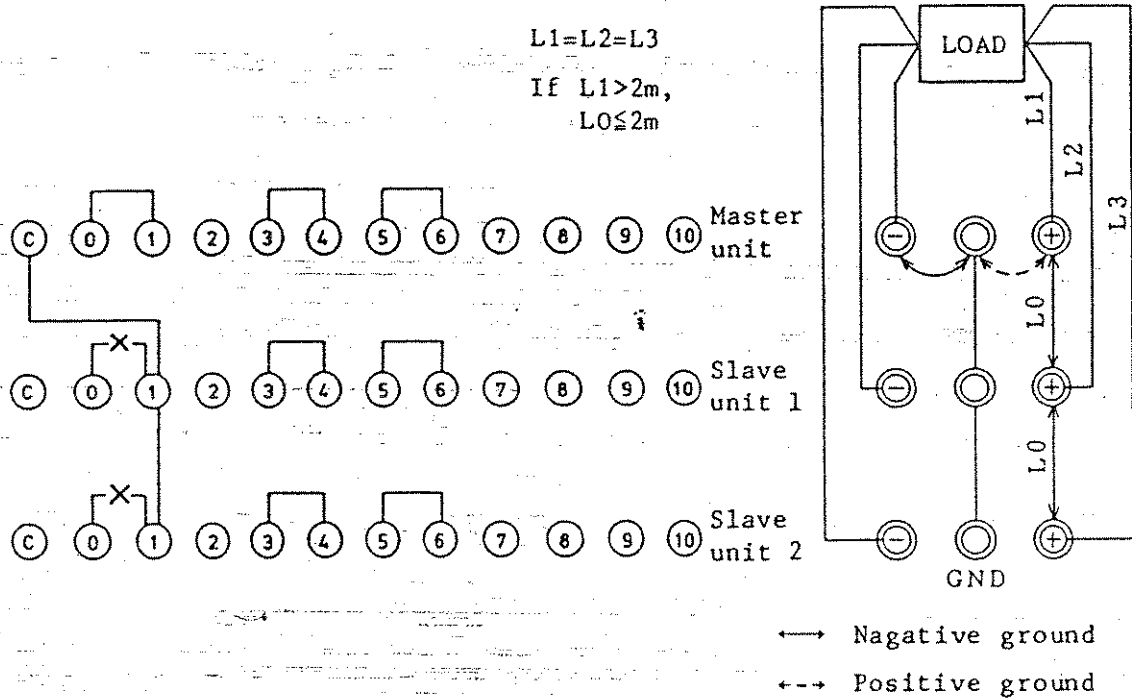 L1=L2=L3
If L1>2m,
L0≦2m
LOAD
L1
L2
L3
C 0 1 2 3 4 5 6 7 8 9 10 Master
unit
- +
L0
C 0 1 2 3 4 5 6 7 8 9 10 Slave
unit 1
- +
L0
C 0 1 2 3 4 5 6 7 8 9 10 Slave
unit 2
- +
GND
Nagative ground
Positive ground